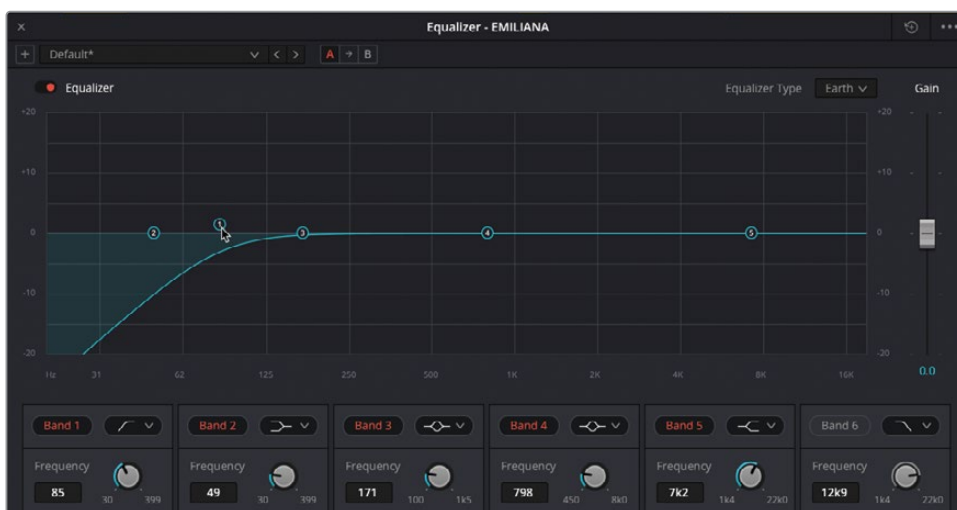 Equalizer - EMILIANA
Default*
A B
Equalizer
Equalizer Type Earth Gain
+20 +20 +20
+10 +10
0 2 1 3 4 5 0
-10 -10
-20 -20
Hz 31 62 125 250 500 1K 2K 4K 8K 16K 0.0
Band 1 Band 2 Band 3 Band 4 Band 5 Band 6
Frequency Frequency Frequency Frequency Frequency Frequency
85 30 399 49 30 399 171 100 1k5 798 450 8k0 7k2 1k4 22k0 12k9 1k4 22k0